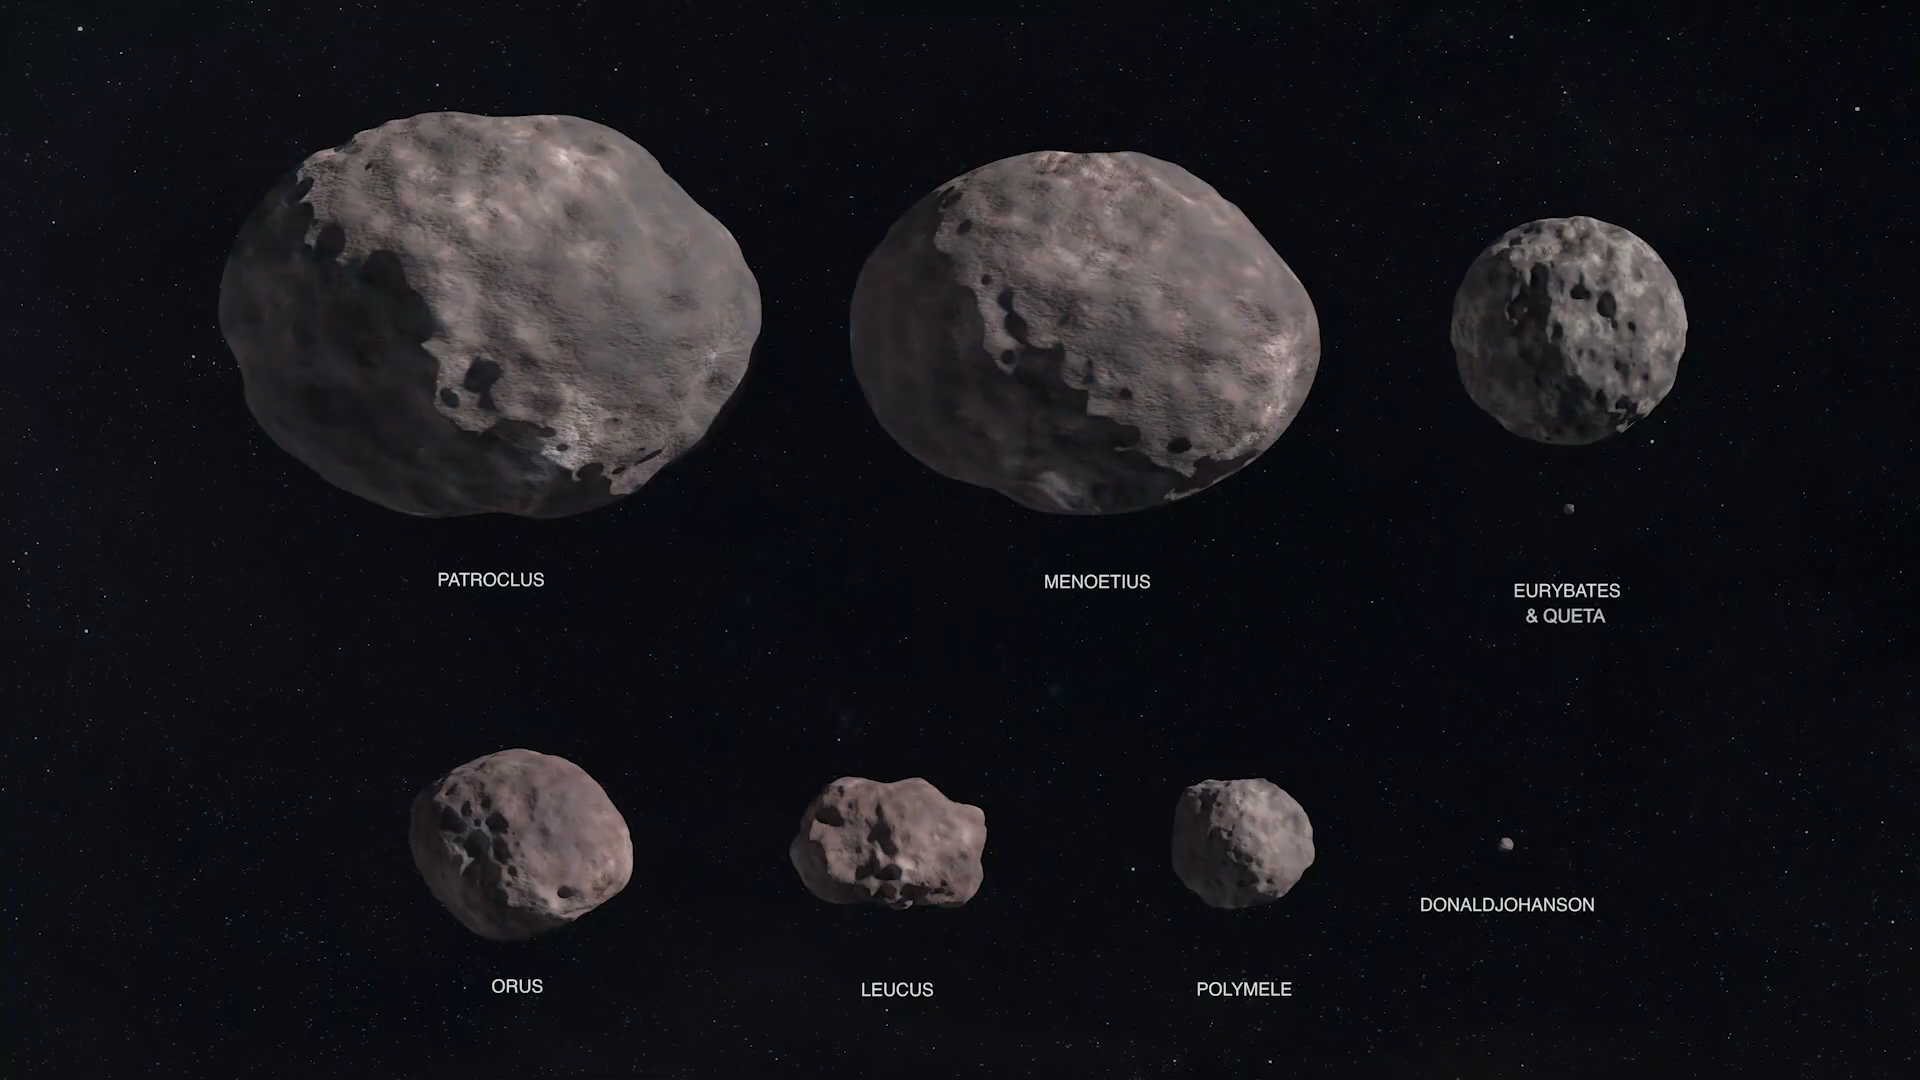 PATROCLUS
MENOETIUS
EURYBATES
& QUETA
ORUS
LEUCUS
POLYMELE
DONALDJOHANSON